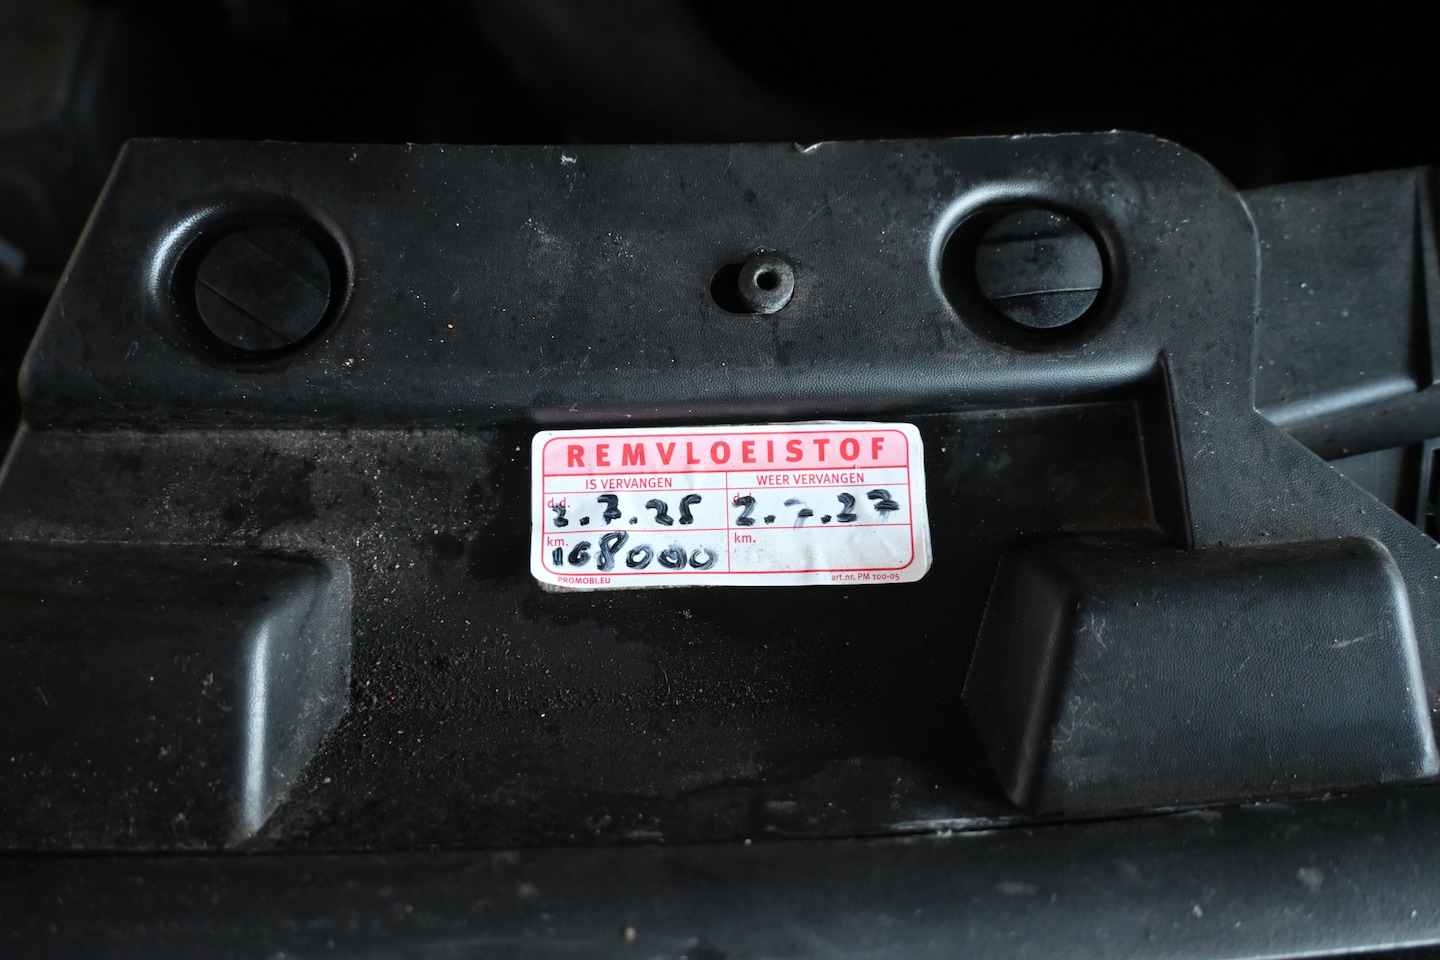 REMVLOEISTOF
IS VERVANGEN WEER VERVANGEN
d.d. 2.7.25 d.d. 2.7.27
km. 168000 km.
PROMOBI.EU art.nr. PM 100-05